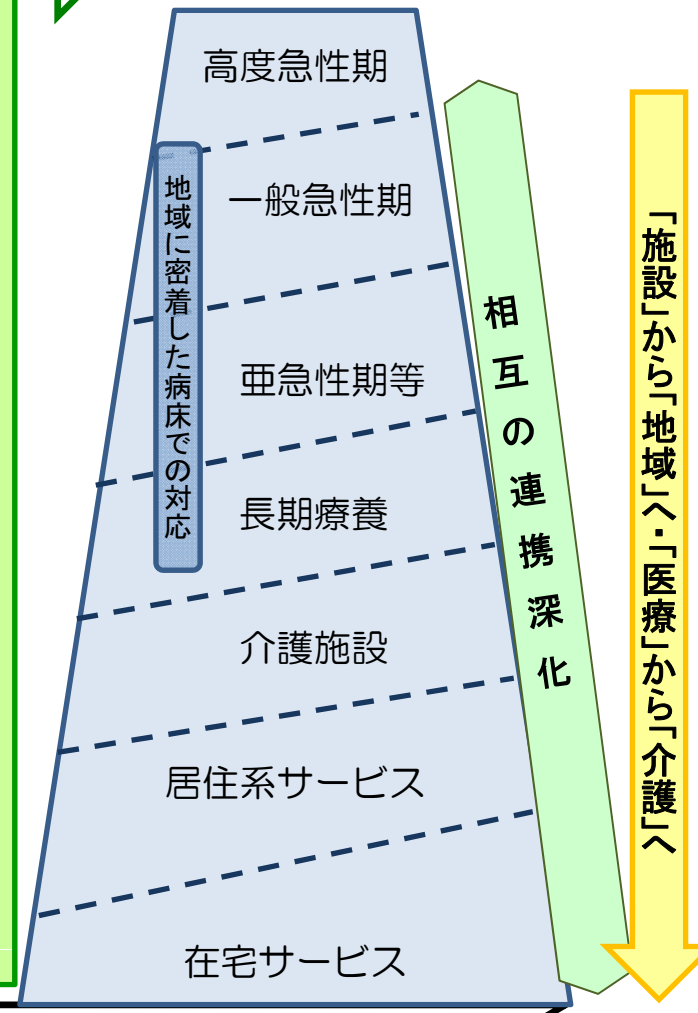 高度急性期
一般急性期
亜急性期等
長期療養
介護施設
居住系サービス
在宅サービス
地域に密着した病床での対応
相互の連携深化
「施設」から「地域」へ・「医療」から「介護」へ